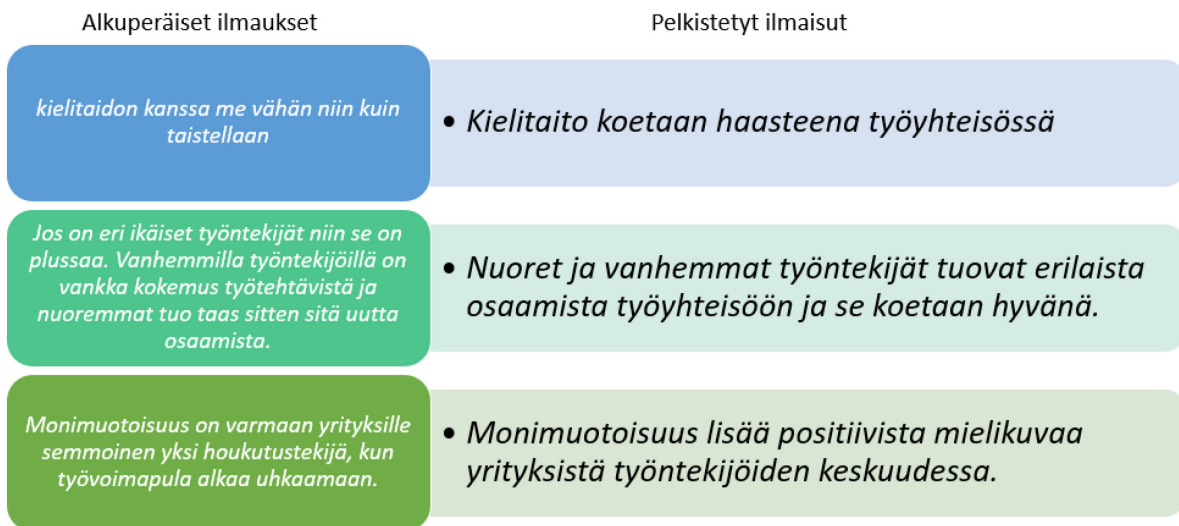 Alkuperäiset ilmaukset
Pelkistetyt ilmaisut
kielitaidon kanssa me vähän niin kuin
taistellaan
• Kielitaito koetaan haasteena työyhteisössä
Jos on eri ikäiset työntekijät niin se on
plussaa. Vanhemmilla työntekijöillä on
vankka kokemus työtehtävistä ja
nuoremmat tuo taas sitten sitä uutta
osaamista.
• Nuoret ja vanhemmat työntekijät tuovat erilaista
osaamista työyhteisöön ja se koetaan hyvänä.
Monimuotoisuus on varmaan yrityksille
semmoinen yksi houkutustekijä, kun
työvoimapula alkaa uhkaamaan.
• Monimuotoisuus lisää positiivista mielikuvaa
yrityksistä työntekijöiden keskuudessa.